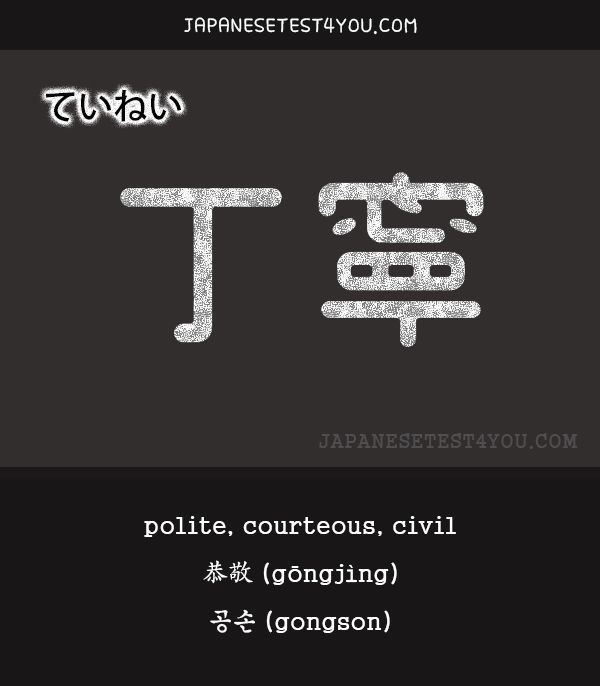 JAPANESETEST4YOU.COM
ていねい
丁寧
JAPANESETEST4YOU.COM
polite, courteous, civil
恭敬 (gōngjìng)
공손 (gongson)